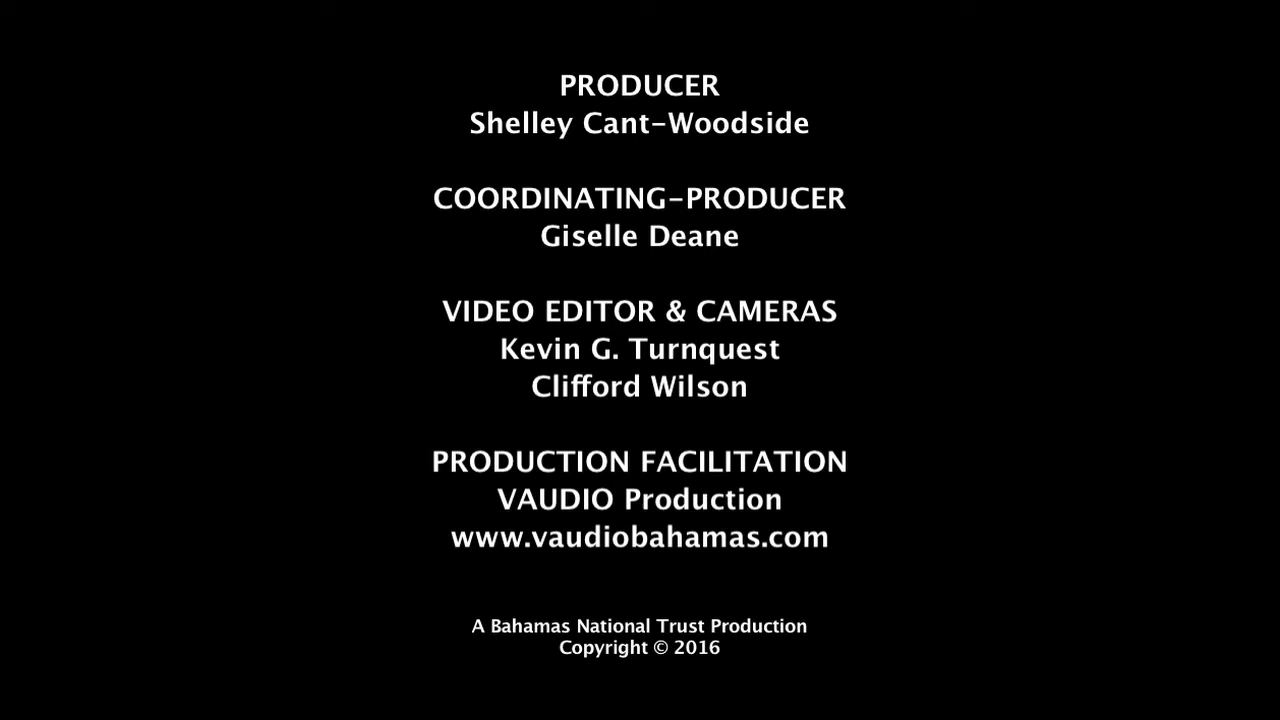 PRODUCER
Shelley Cant-Woodside
COORDINATING-PRODUCER
Giselle Deane
VIDEO EDITOR & CAMERAS
Kevin G. Turnquest
Clifford Wilson
PRODUCTION FACILITATION
VAUDIO Production
www.vaudiobahamas.com
A Bahamas National Trust Production
Copyright © 2016